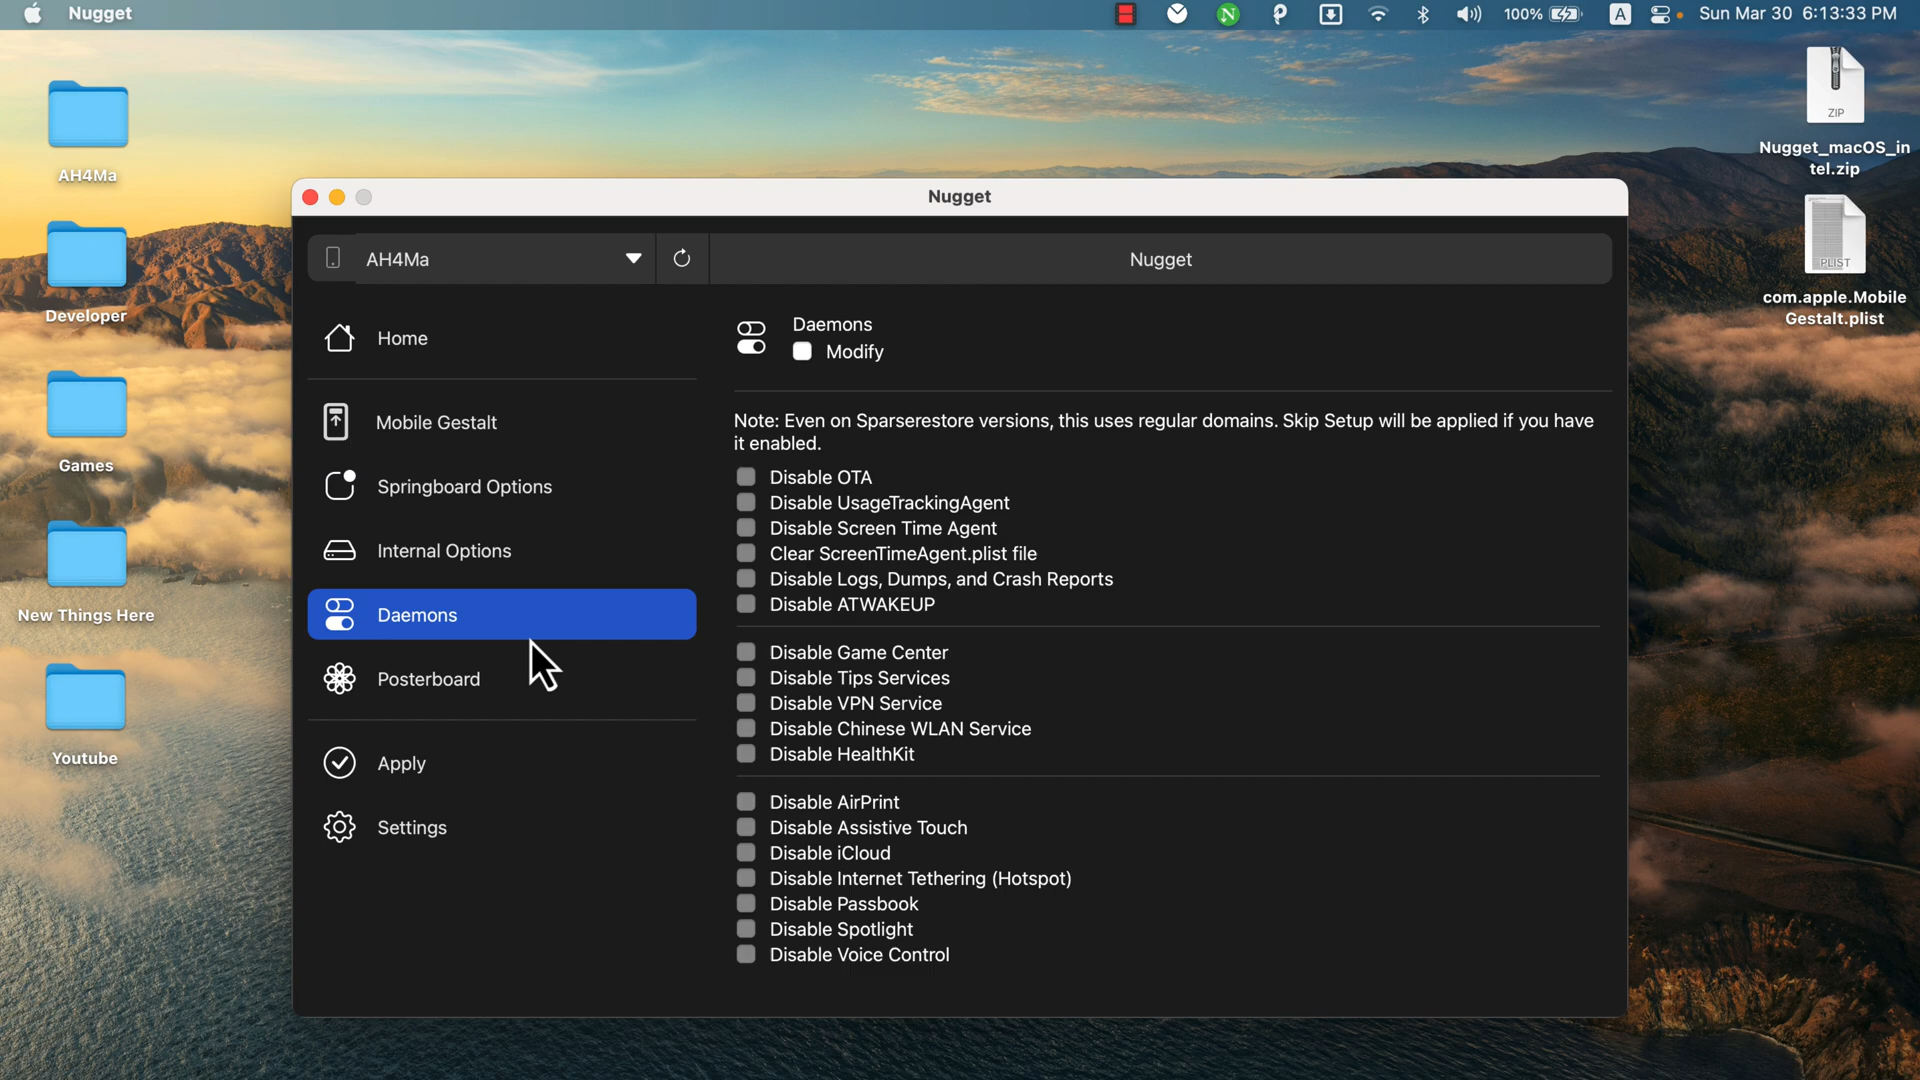 Nugget
100%
A
Sun Mar 30 6:13:33 PM
AH4Ma
Developer
Games
New Things Here
Youtube
ZIP
Nugget_macOS_in
tel.zip
PLIST
com.apple.Mobile
Gestalt.plist
Nugget
AH4Ma
Nugget
Home
Mobile Gestalt
Springboard Options
Internal Options
Daemons
Posterboard
Apply
Settings
Daemons
Modify
Note: Even on Sparserestore versions, this uses regular domains. Skip Setup will be applied if you have
it enabled.
Disable OTA
Disable UsageTrackingAgent
Disable Screen Time Agent
Clear ScreenTimeAgent.plist file
Disable Logs, Dumps, and Crash Reports
Disable ATWAKEUP
Disable Game Center
Disable Tips Services
Disable VPN Service
Disable Chinese WLAN Service
Disable HealthKit
Disable AirPrint
Disable Assistive Touch
Disable iCloud
Disable Internet Tethering (Hotspot)
Disable Passbook
Disable Spotlight
Disable Voice Control